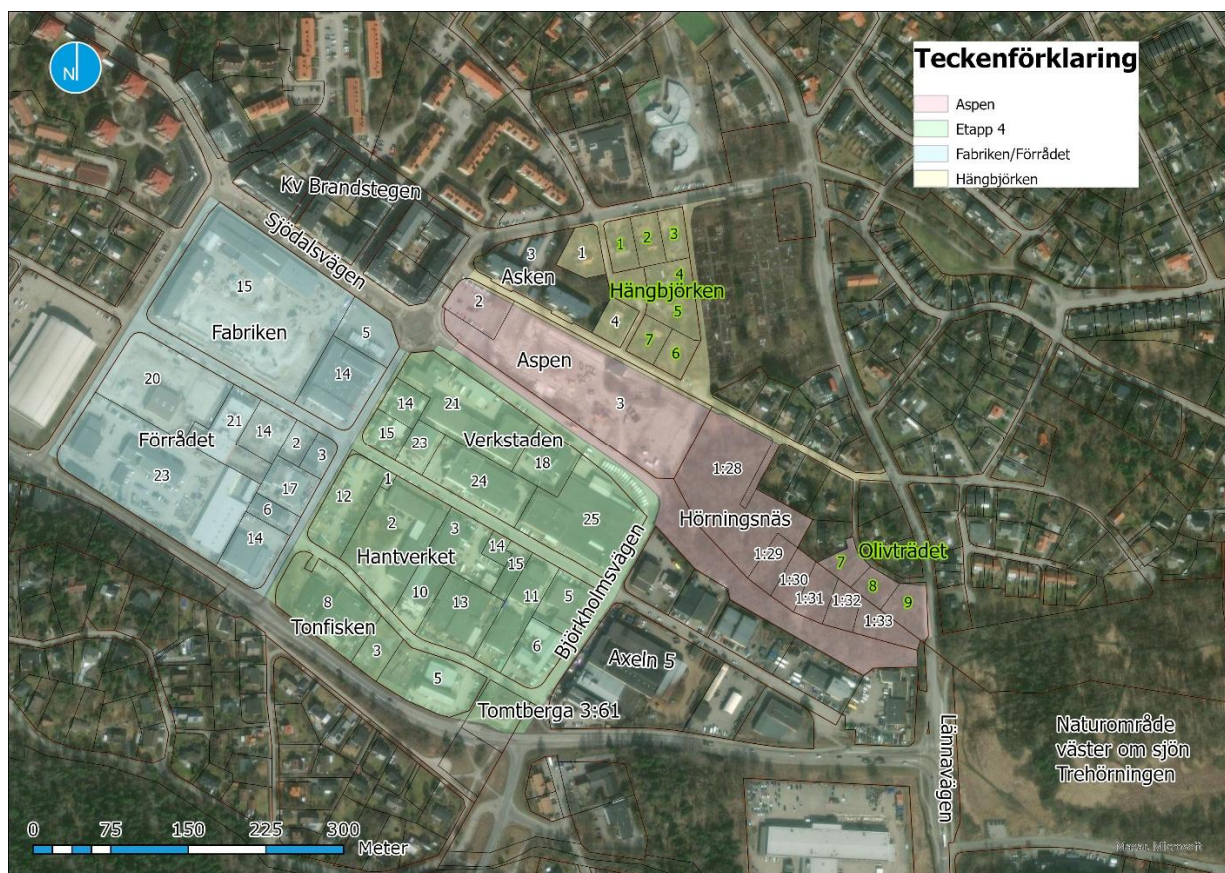 N
Teckenförklaring
Aspen
Etapp 4
Fabriken/Förrådet
Hängbjörken
Kv Brandstegen
Sjödalsvägen
3
1
1
2
3
Asken
4
Hängbjörken
15
2
5
4
Fabriken
5
7
6
Aspen
14
3
20
14
21
21
14
2
15
23
Verkstaden
18
Förrådet
3
23
24
1:28
17
12
1
25
6
2
3
Hörningsnäs
14
Hantverket
14
15
1:29
7
Olivträdet
10
13
11
5
1:30
1:31
1:32
8
9
8
1:33
Tonfisken
6
Björkholmsvägen
3
Axeln 5
5
Tomtberga 3:61
Lännavägen
Naturområde
väster om sjön
Trehörningen
0 75 150 225 300
Meter
Maxar, Microsoft